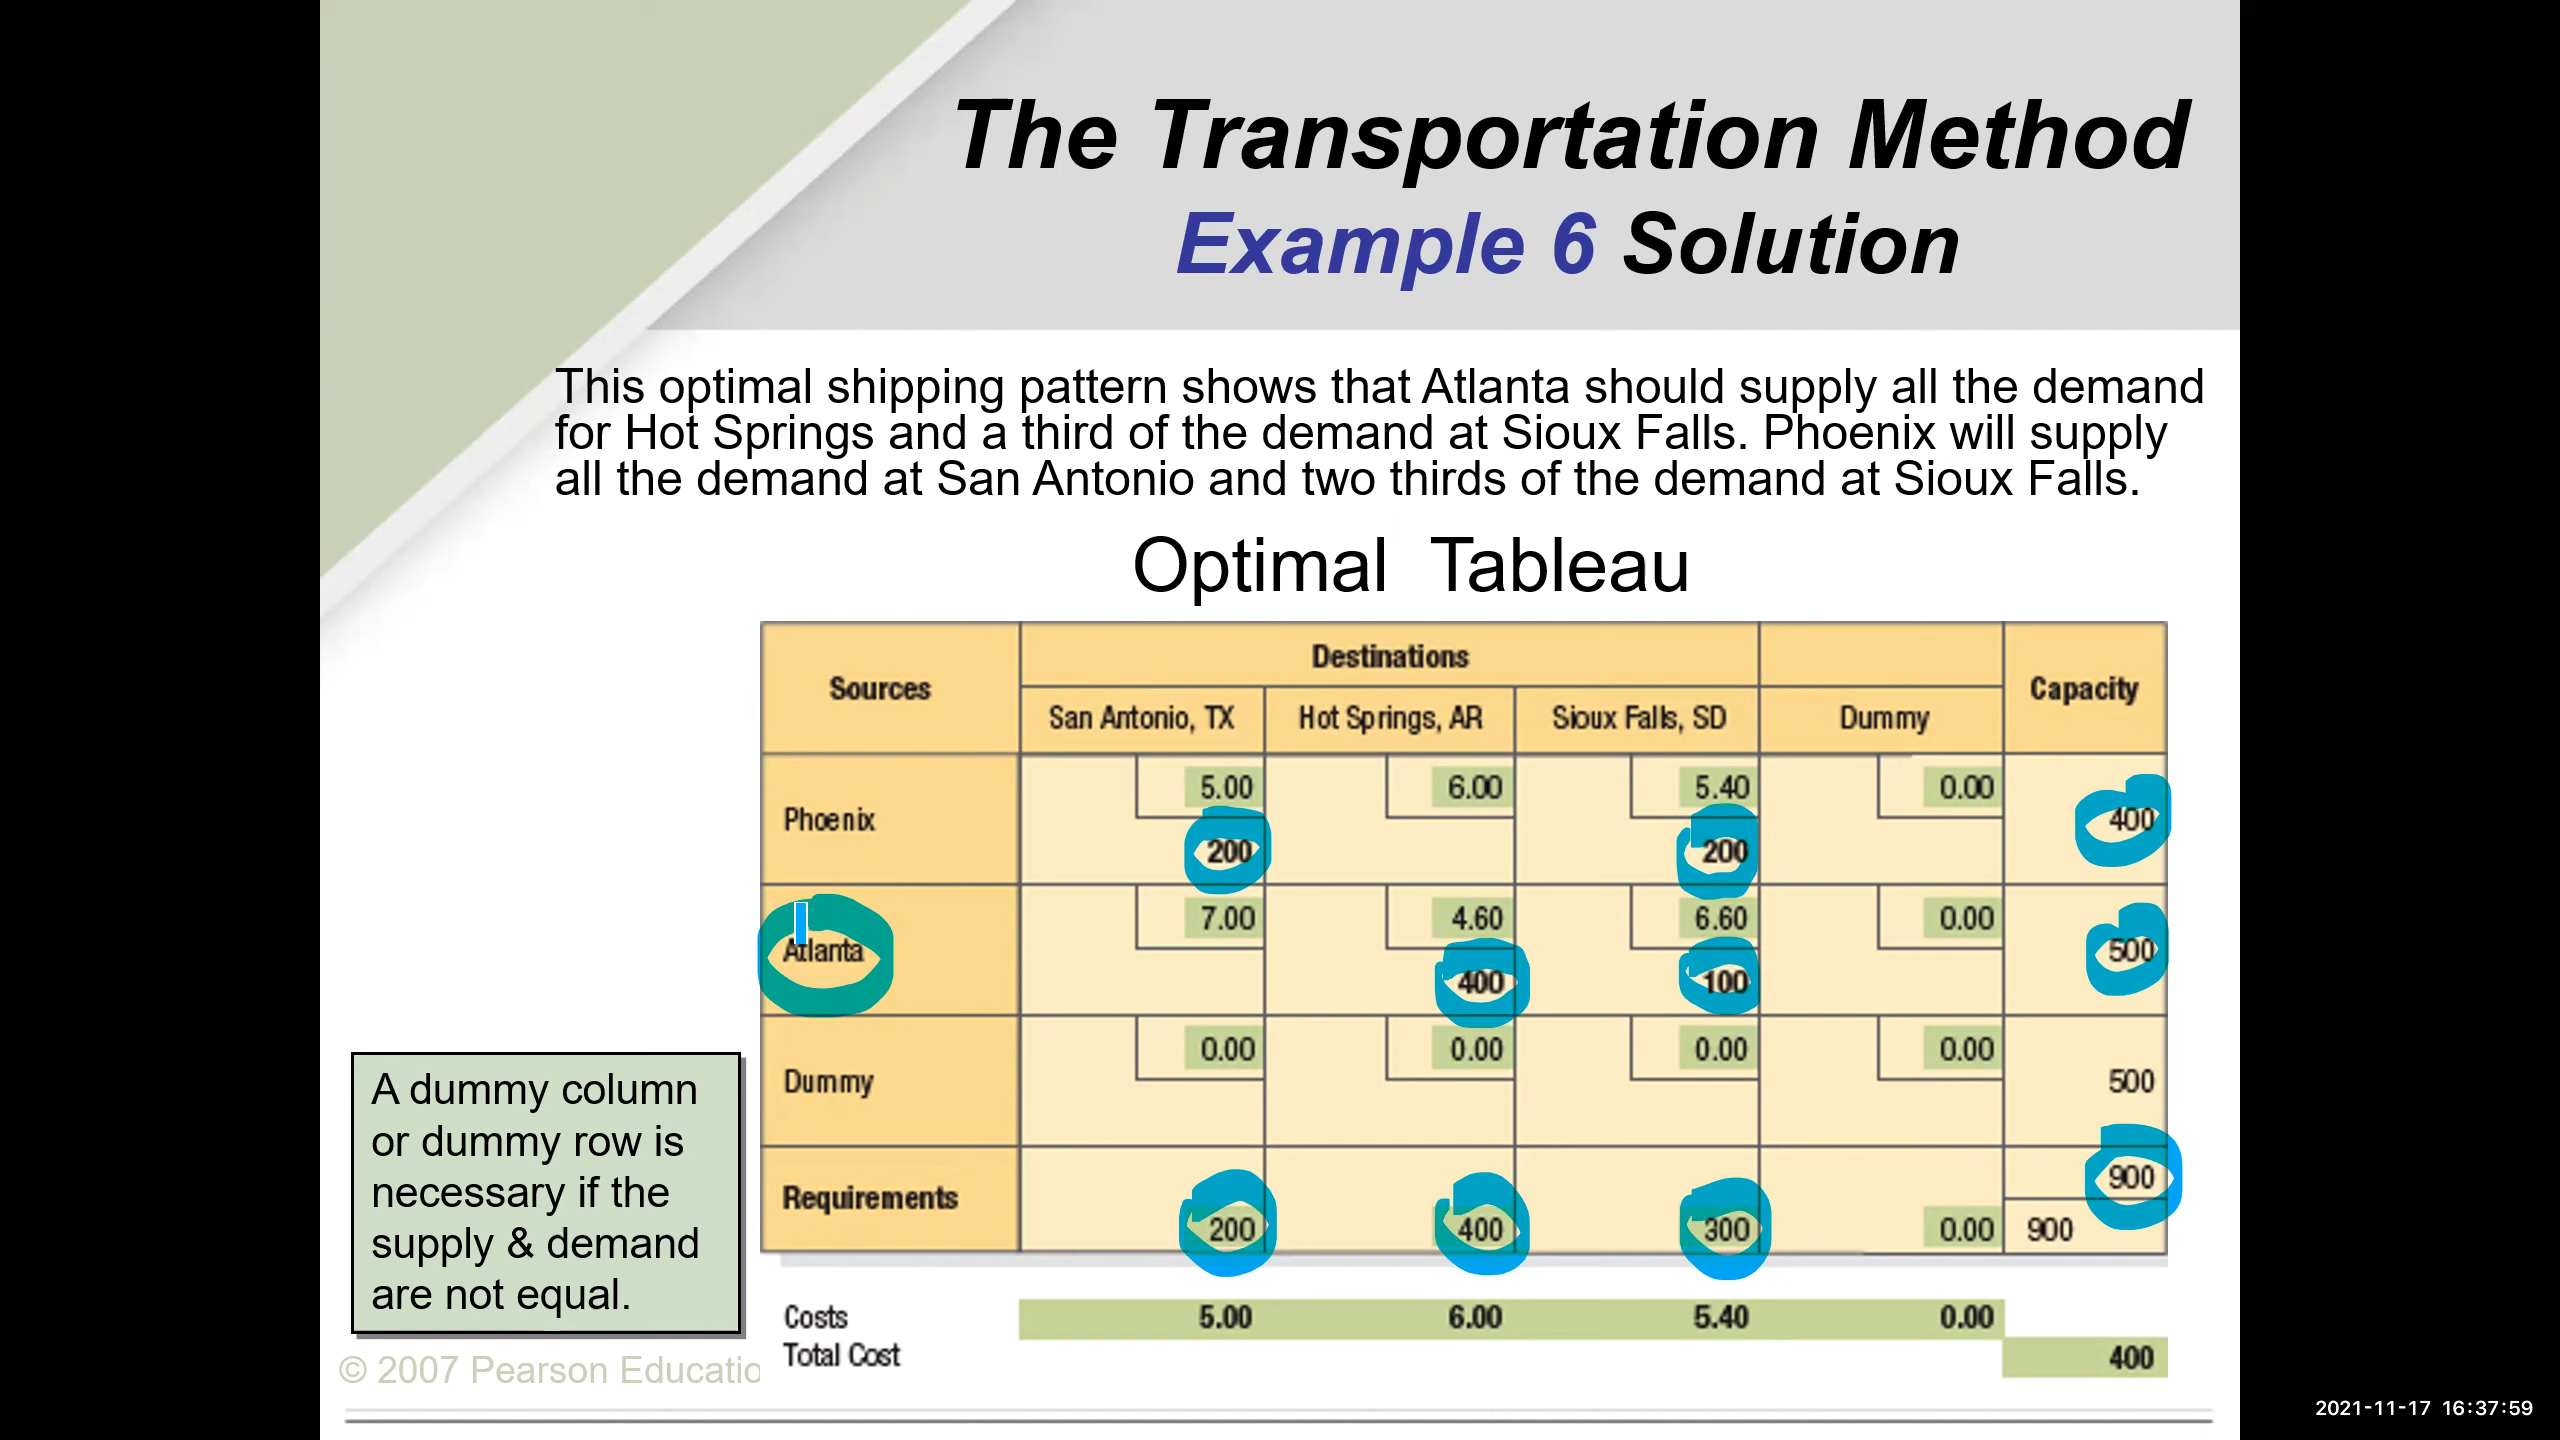 The Transportation Method
Example 6 Solution
This optimal shipping pattern shows that Atlanta should supply all the demand
for Hot Springs and a third of the demand at Sioux Falls. Phoenix will supply
all the demand at San Antonio and two thirds of the demand at Sioux Falls.
Optimal Tableau
Sources Destinations Capacity
San Antonio, TX Hot Springs, AR Sioux Falls, SD Dummy
5.00 6.00 5.40 0.00
Phoenix 400
200 200
7.00 4.60 6.60 0.00
Atlanta 500
400 100
0.00 0.00 0.00 0.00
Dummy 500
900
Requirements
200 400 300 0.00 900
Costs 5.00 6.00 5.40 0.00
Total Cost 400
A dummy column
or dummy row is
necessary if the
supply & demand
are not equal.
© 2007 Pearson Educatio
2021-11-17 16:37:59